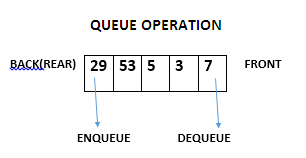 QUEUE OPERATION
BACK(REAR) 29 53 5 3 7 FRONT
ENQUEUE DEQUEUE